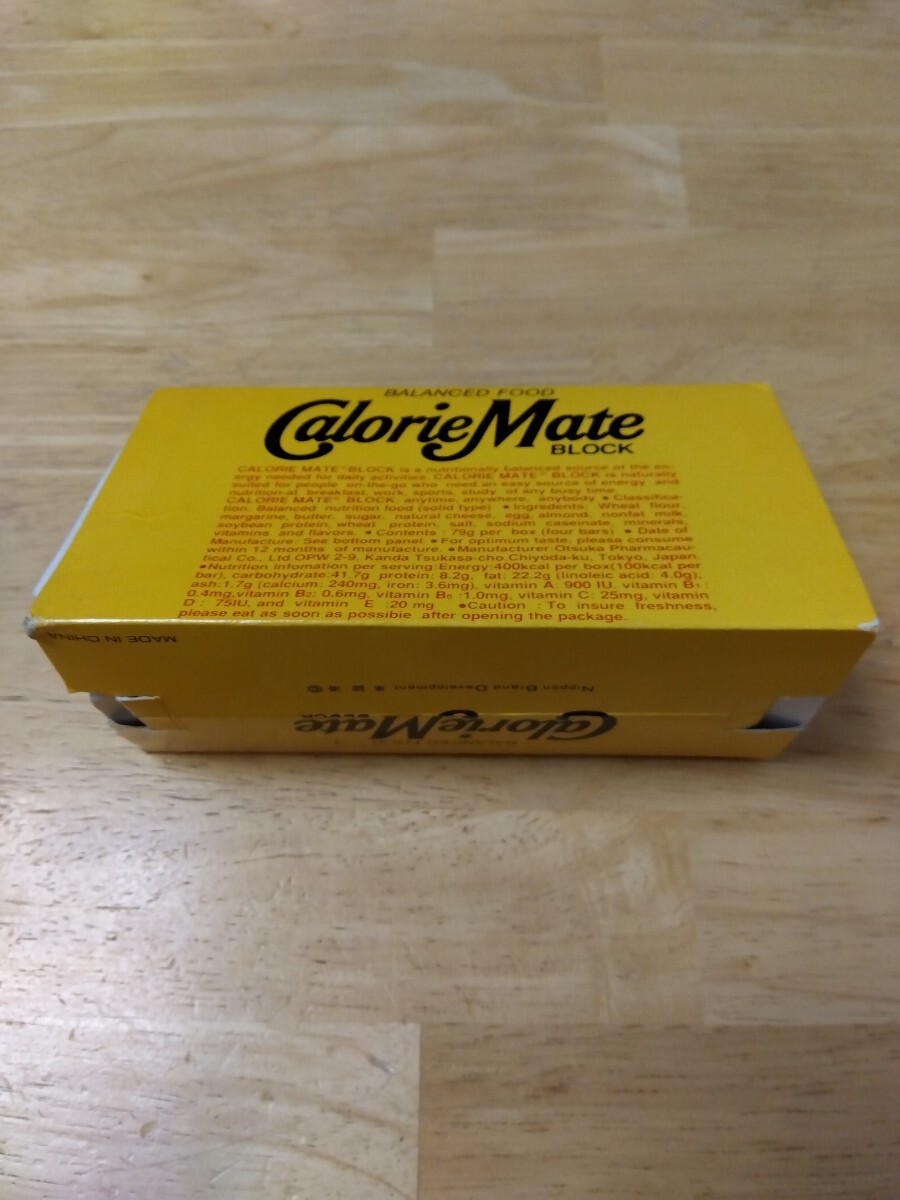 BALANCED FOOD
CalorieMate
BLOCK
CALORIE MATE® BLOCK is a nutritionally balanced source of the en-
ergy needed for daily activities. CALORIE MATE® BLOCK is naturally
suited for people on-the-go who need an easy source of energy and
nutrition-at breakfast, work, sports, study of any busy time.
CALORIE MATE® BLOCK anytime, anywhere, anybody. •Classifica-
tion: Balanced nutrition food (solid type) •Ingredients: Wheat flour,
margarine, butter, sugar, natural cheese, egg, almond, nonfat milk,
soybean protein, wheat protein, salt, sodium caseinate, minerals,
vitamins and flavors. •Contents: 79g per box (four bars) •Date of
Manufacture: See bottom panel. •For optimum taste, pleasa consume
within 12 months of manufacture. •Manufacturer Otsuka Pharmacau-
tical Co., Ltd.OPW 2-9, Kanda Tsukasa-cho, Chiyoda-ku, Tokyo, Japan.
•Nutrition Infomation per serving:Energy:400kcal per box(100kcal per
bar), carbohydrate:41.7g protein: 8.2g, fat: 22.2g (linoleic acid: 4.0g),
ash:1.7g (calcium: 240mg, iron: 3.6mg), vitamin A: 900 IU, vitamin B₁:
0.4mg,vitamin B₂: 0.6mg, vitamin B₆ :1.0mg, vitamin C: 25mg, vitamin
D : 75IU, and vitamin E :20 mg •Caution : To insure freshness,
please eat as soon as possibie after opening the package.
MADE IN CHINA
Nippon Brand Development
CalorieMate
BLOCK
BALANCED FOOD